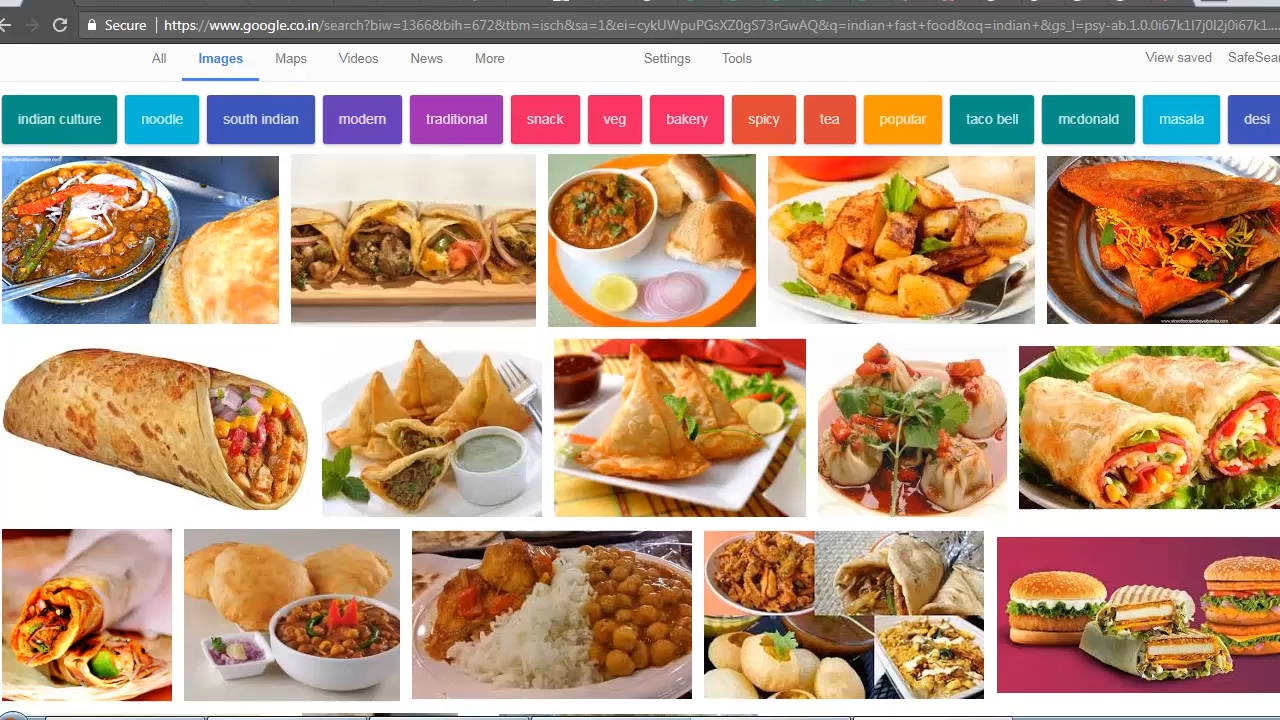 Secure https://www.google.co.in/search?biw=1366&bih=672&tbm=isch&sa=1&ei=cykUWpuPGsXZ0gS73rGwAQ&q=indian+fast+food&oq=indian+&gs_l=psy-ab.1.0.0i67k1l7j0l2j0i67k1....
All Images Maps Videos News More Settings Tools View saved SafeSear
indian culture noodle south indian modern traditional snack veg bakery spicy tea popular taco bell mcdonald masala desi